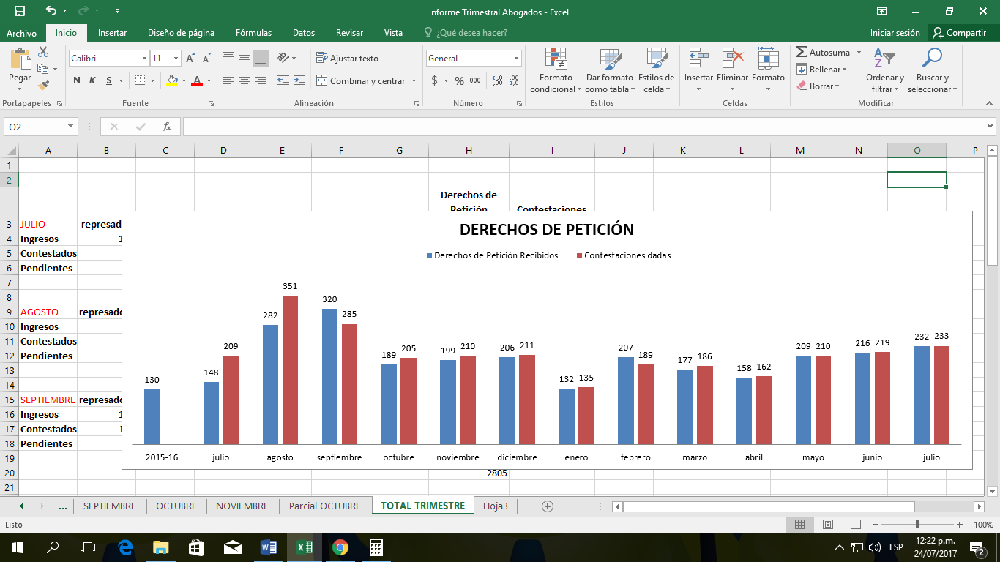 Informe Trimestral Abogados - Excel
Archivo Inicio Insertar Diseño de página Fórmulas Datos Revisar Vista ¿Qué desea hacer? Iniciar sesión Compartir
Calibri 11 Ajustar texto General Autosuma
Pegar N K S Combinar y centrar $ % 000 Formato condicional Dar formato como tabla Estilos de celda Insertar Eliminar Formato Rellenar Borrar Ordenar y filtrar Buscar y seleccionar
Portapapeles Fuente Alineación Número Estilos Celdas Modificar
O2 fx
A B C D E F G H I J K L M N O P
1
2
Derechos de
Petición Contestaciones
3 JULIO represad
4 Ingresos 1
5 Contestados
6 Pendientes
7
8
9 AGOSTO represado
10 Ingresos
11 Contestados
12 Pendientes
13
14
15 SEPTIEMBRE represado
16 Ingresos 1
17 Contestados 1
18 Pendientes
19
20 2805
21
DERECHOS DE PETICIÓN
Derechos de Petición Recibidos Contestaciones dadas
130 148 209 282 351 320 285 189 205 199 210 206 211 132 135 207 189 177 186 158 162 209 210 216 219 232 233
2015-16 julio agosto septiembre octubre noviembre diciembre enero febrero marzo abril mayo junio julio
... SEPTIEMBRE OCTUBRE NOVIEMBRE Parcial OCTUBRE TOTAL TRIMESTRE Hoja3
Listo 100%
ESP 12:22 p.m.
24/07/2017 2